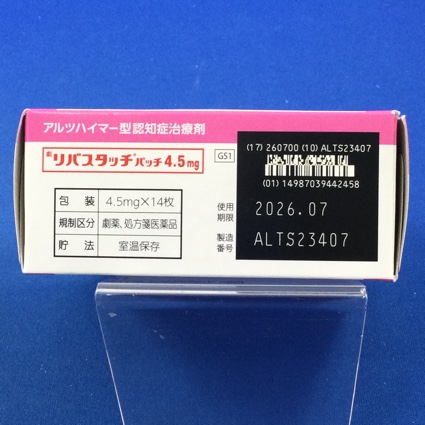 アルツハイマー型認知症治療剤
劇 リバスタッチ®パッチ4.5mg
GS1
(17) 260700 (10) ALTS23407
(01) 14987039442458
包装 4.5mg×14枚
規制区分 劇薬、処方箋医薬品
貯法 室温保存
使用期限 2026.07
製造番号 ALTS23407